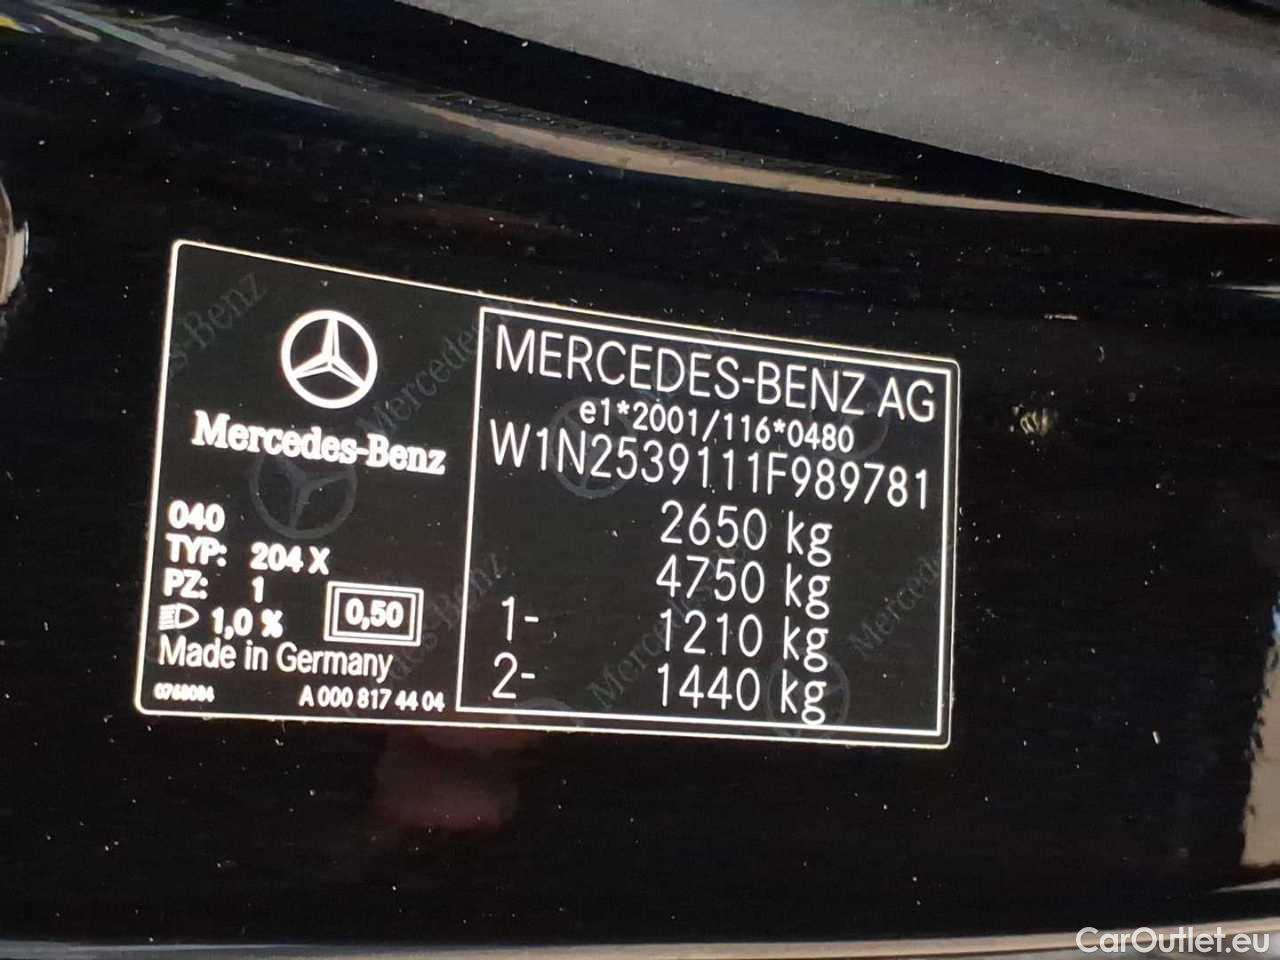 Mercedes-Benz
040
TYP: 204 X
PZ: 1
1,0 %
0,50
Made in Germany
A 000 817 44 04
MERCEDES-BENZ AG
e1*2001/116*0480
W1N2539111F989781
2650 kg
4750 kg
1- 1210 kg
2- 1440 kg
CarOutlet.eu